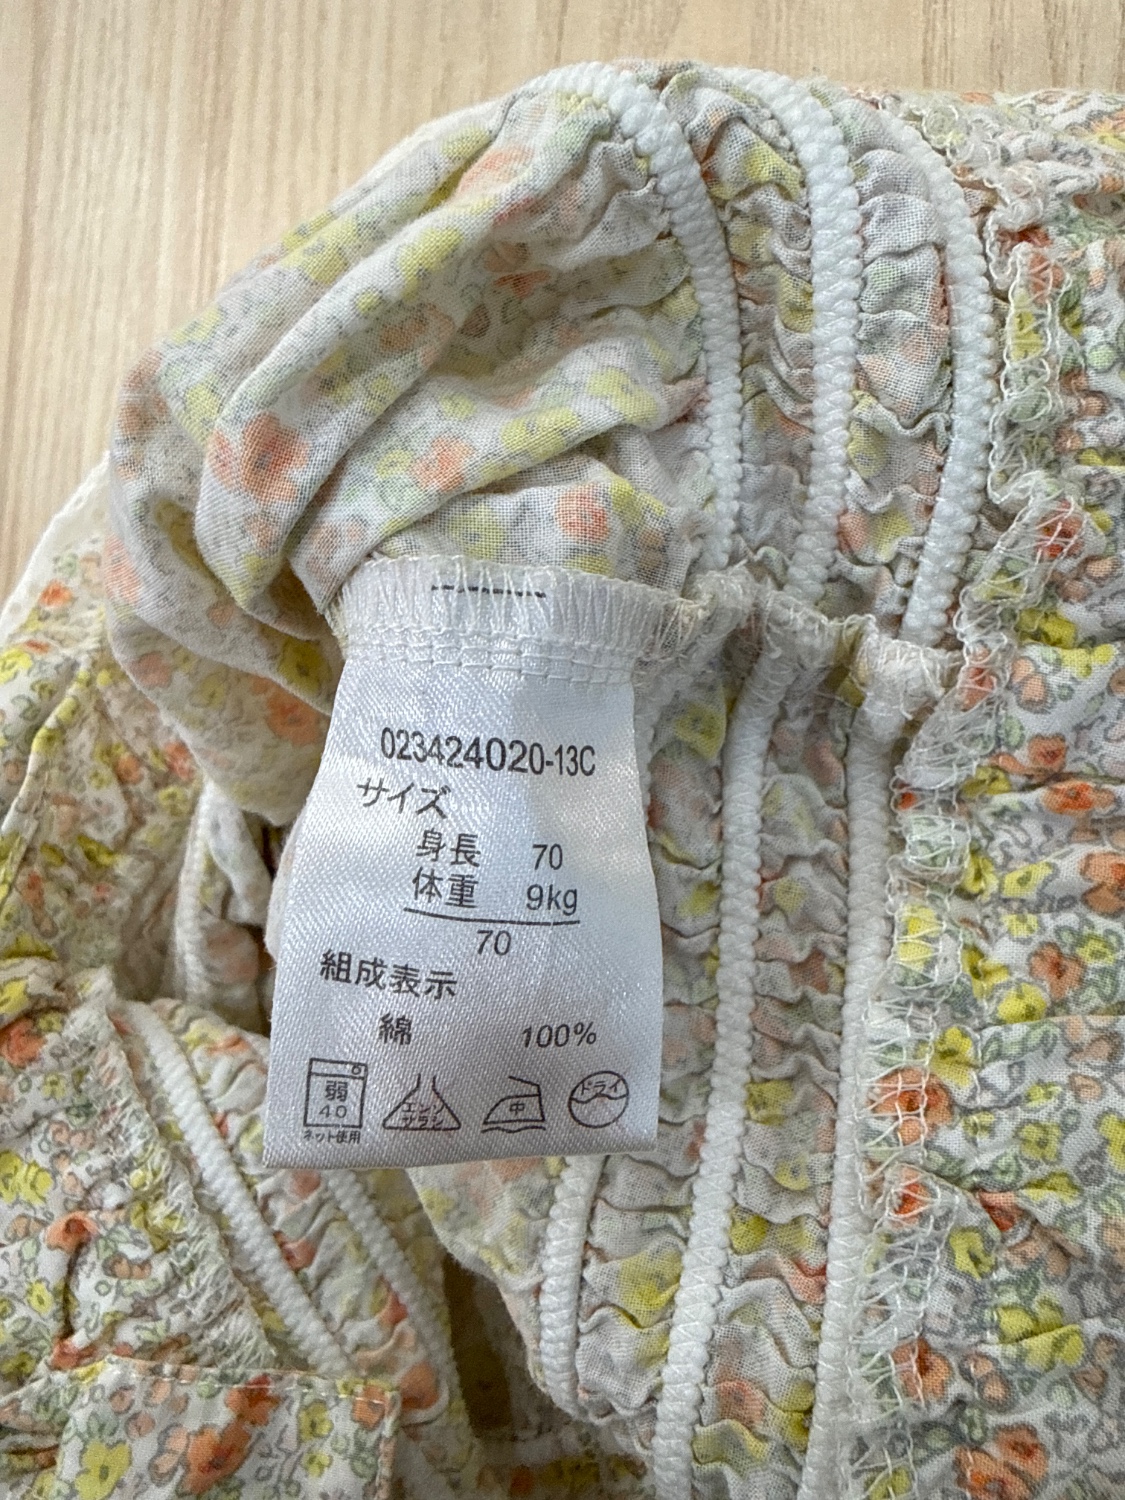 023424020-13C
サイズ
身長 70
体重 9kg
70
組成表示
綿 100%
弱 40 エンソ サラシ 中 ドライ
ネット使用